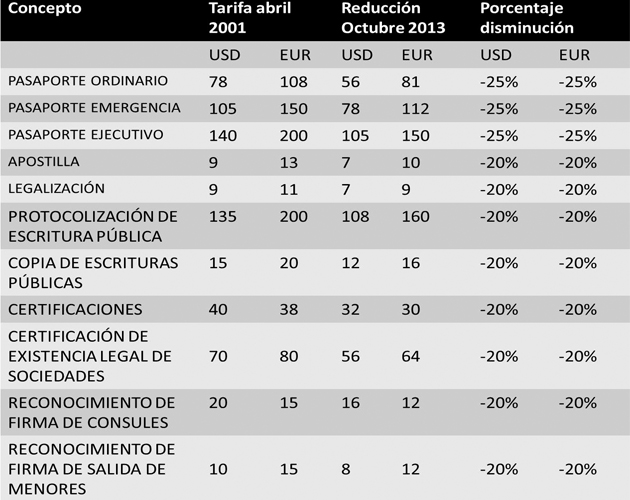 Concepto Tarifa abril 2001 Reducción Octubre 2013 Porcentaje disminución
USD EUR USD EUR USD EUR
PASAPORTE ORDINARIO 78 108 56 81 -25% -25%
PASAPORTE EMERGENCIA 105 150 78 112 -25% -25%
PASAPORTE EJECUTIVO 140 200 105 150 -25% -25%
APOSTILLA 9 13 7 10 -20% -20%
LEGALIZACIÓN 9 11 7 9 -20% -20%
PROTOCOLIZACIÓN DE ESCRITURA PÚBLICA 135 200 108 160 -20% -20%
COPIA DE ESCRITURAS PÚBLICAS 15 20 12 16 -20% -20%
CERTIFICACIONES 40 38 32 30 -20% -20%
CERTIFICACIÓN DE EXISTENCIA LEGAL DE SOCIEDADES 70 80 56 64 -20% -20%
RECONOCIMIENTO DE FIRMA DE CONSULES 20 15 16 12 -20% -20%
RECONOCIMIENTO DE FIRMA DE SALIDA DE MENORES 10 15 8 12 -20% -20%